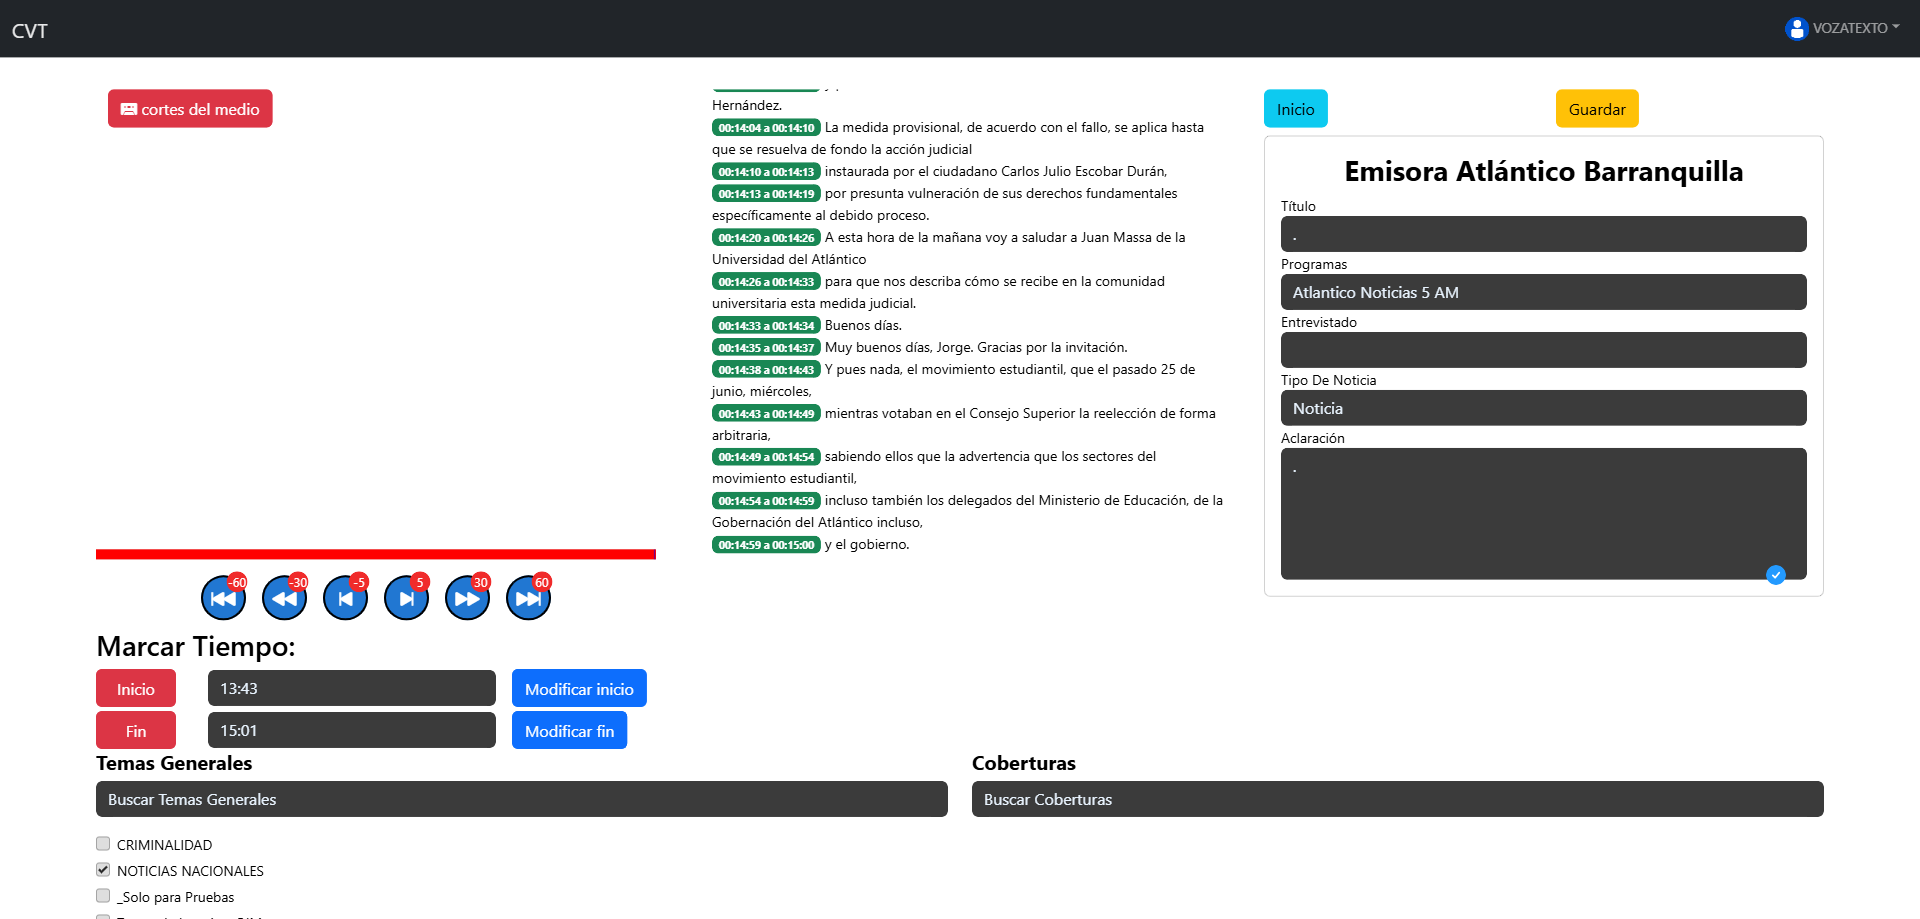 CVT
VOZATEXTO
cortes del medio
Hernández.
00:14:04 a 00:14:10 La medida provisional, de acuerdo con el fallo, se aplica hasta
que se resuelva de fondo la acción judicial
00:14:10 a 00:14:13 instaurada por el ciudadano Carlos Julio Escobar Durán,
00:14:13 a 00:14:19 por presunta vulneración de sus derechos fundamentales
específicamente al debido proceso.
00:14:20 a 00:14:26 A esta hora de la mañana voy a saludar a Juan Massa de la
Universidad del Atlántico
00:14:26 a 00:14:33 para que nos describa cómo se recibe en la comunidad
universitaria esta medida judicial.
00:14:33 a 00:14:34 Buenos días.
00:14:35 a 00:14:37 Muy buenos días, Jorge. Gracias por la invitación.
00:14:38 a 00:14:43 Y pues nada, el movimiento estudiantil, que el pasado 25 de
junio, miércoles,
00:14:43 a 00:14:49 mientras votaban en el Consejo Superior la reelección de forma
arbitraria,
00:14:49 a 00:14:54 sabiendo ellos que la advertencia que los sectores del
movimiento estudiantil,
00:14:54 a 00:14:59 incluso también los delegados del Ministerio de Educación, de la
Gobernación del Atlántico incluso,
00:14:59 a 00:15:00 y el gobierno.
Inicio
Guardar
Emisora Atlántico Barranquilla
Título
.
Programas
Atlantico Noticias 5 AM
Entrevistado
Tipo De Noticia
Noticia
Aclaración
.
-60
-30
-5
5
30
60
Marcar Tiempo:
Inicio 13:43 Modificar inicio
Fin 15:01 Modificar fin
Temas Generales
Buscar Temas Generales
CRIMINALIDAD
NOTICIAS NACIONALES
_Solo para Pruebas
Coberturas
Buscar Coberturas